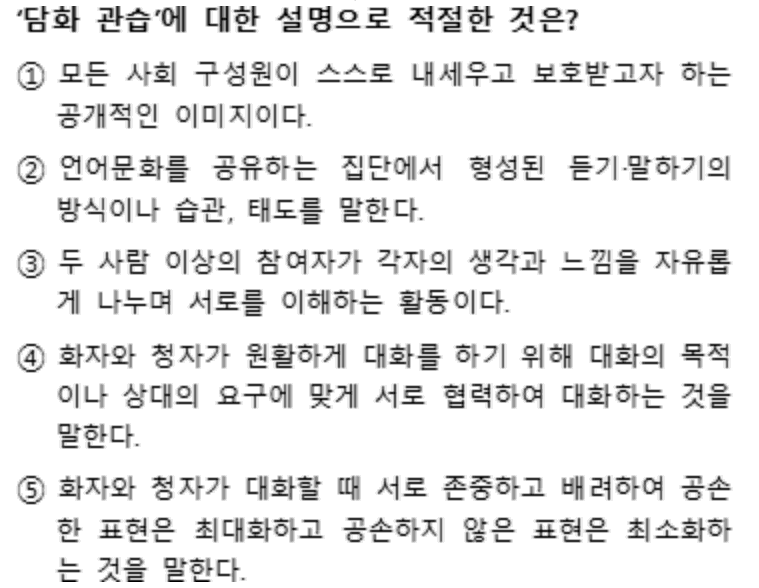 ‘담화 관습’에 대한 설명으로 적절한 것은?
① 모든 사회 구성원이 스스로 내세우고 보호받고자 하는
공개적인 이미지이다.
② 언어문화를 공유하는 집단에서 형성된 듣기·말하기의
방식이나 습관, 태도를 말한다.
③ 두 사람 이상의 참여자가 각자의 생각과 느낌을 자유롭
게 나누며 서로를 이해하는 활동이다.
④ 화자와 청자가 원활하게 대화를 하기 위해 대화의 목적
이나 상대의 요구에 맞게 서로 협력하여 대화하는 것을
말한다.
⑤ 화자와 청자가 대화할 때 서로 존중하고 배려하여 공손
한 표현은 최대화하고 공손하지 않은 표현은 최소화하
는 것을 말한다.